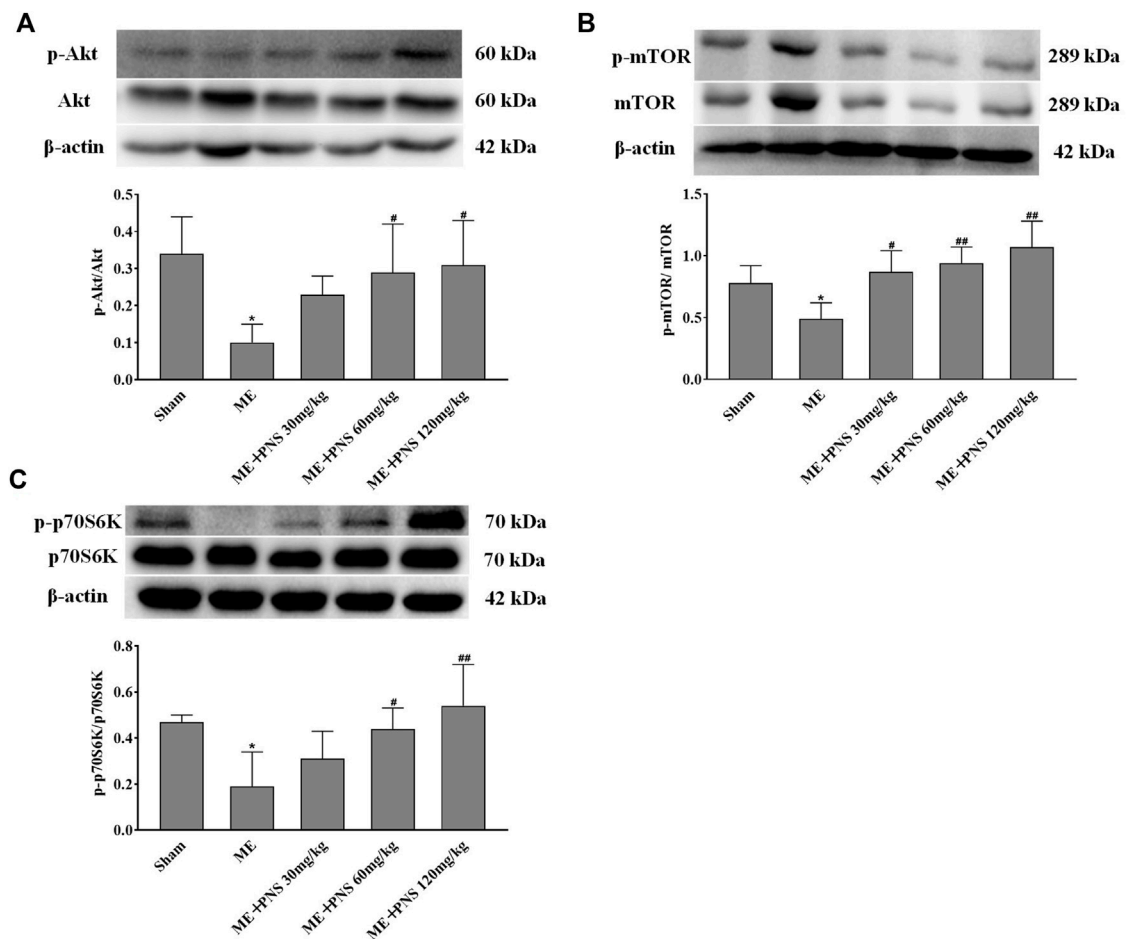 A
p-Akt 60 kDa
Akt 60 kDa
β-actin 42 kDa
p-Akt/Akt
0.5
0.4
0.3
0.2
0.1
0.0
*
#
#
Sham
ME
ME+PNS 30mg/kg
ME+PNS 60mg/kg
ME+PNS 120mg/kg
B
p-mTOR 289 kDa
mTOR 289 kDa
β-actin 42 kDa
p-mTOR/ mTOR
1.5
1.0
0.5
0.0
*
#
##
##
Sham
ME
ME+PNS 30mg/kg
ME+PNS 60mg/kg
ME+PNS 120mg/kg
C
p-p70S6K 70 kDa
p70S6K 70 kDa
β-actin 42 kDa
p-p70S6K/p70S6K
0.8
0.6
0.4
0.2
0.0
*
#
##
Sham
ME
ME+PNS 30mg/kg
ME+PNS 60mg/kg
ME+PNS 120mg/kg